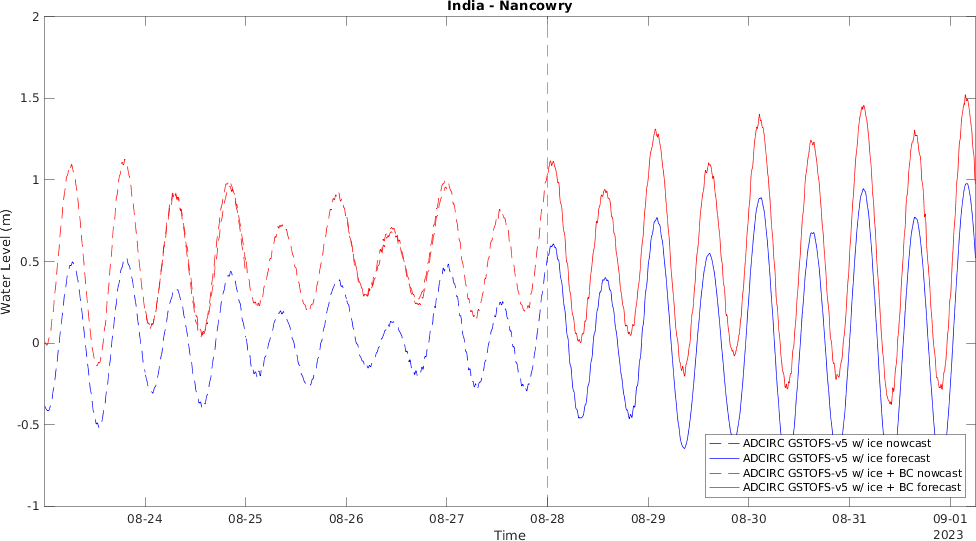 India - Nancowry
2
1.5
1
0.5
0
-0.5
-1
Water Level (m)
ADCIRC GSTOFS-v5 w/ ice nowcast
ADCIRC GSTOFS-v5 w/ ice forecast
ADCIRC GSTOFS-v5 w/ ice + BC nowcast
ADCIRC GSTOFS-v5 w/ ice + BC forecast
08-24 08-25 08-26 08-27 08-28 08-29 08-30 08-31 09-01
Time 2023